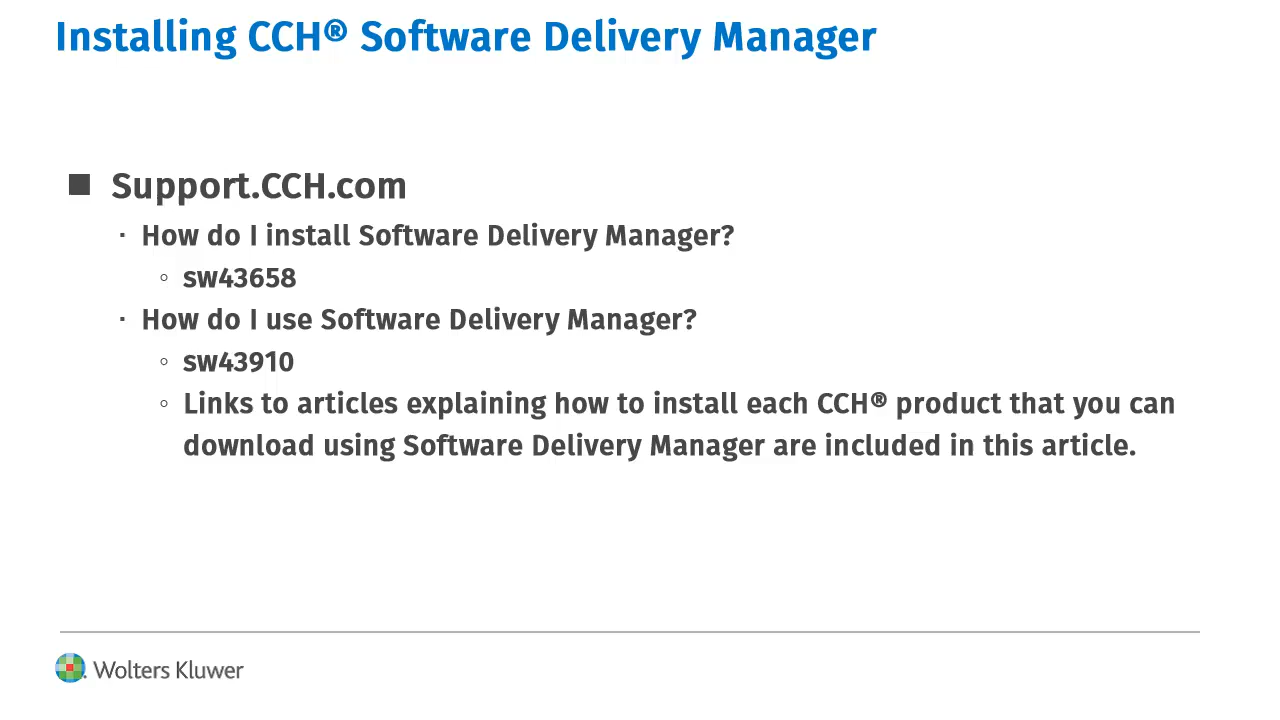 Installing CCH® Software Delivery Manager
Support.CCH.com
How do I install Software Delivery Manager?
sw43658
How do I use Software Delivery Manager?
sw43910
Links to articles explaining how to install each CCH® product that you can
download using Software Delivery Manager are included in this article.
Wolters Kluwer